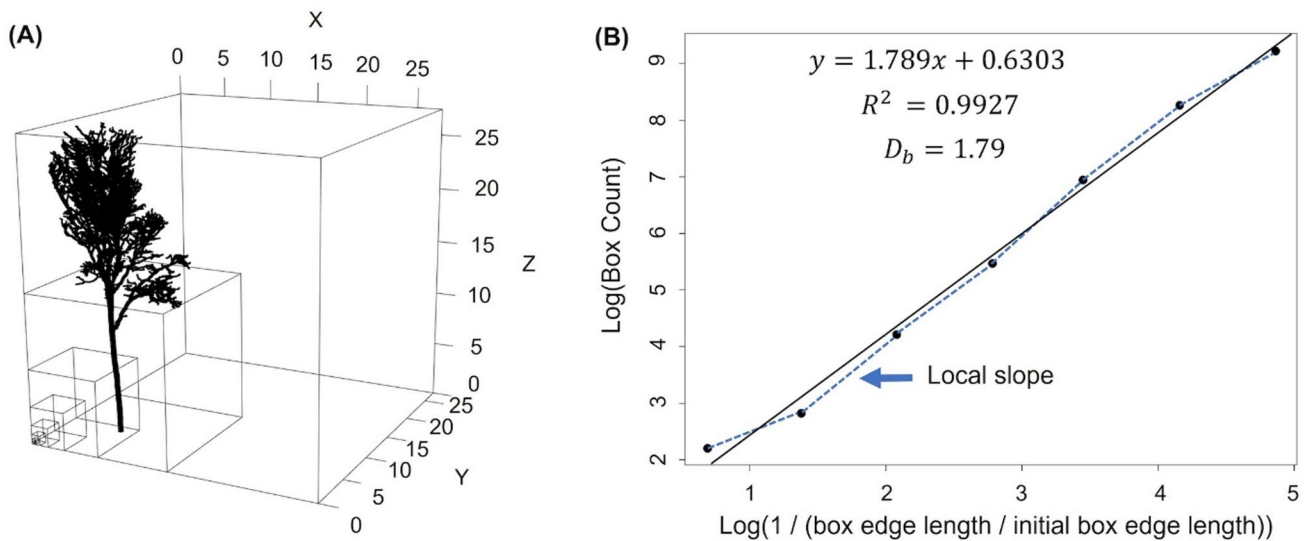 (A)
X
0 5 10 15 20 25
25
20
15
10
5
0
Z
25
20
15
10
5
0
Y
(B)
y = 1.789x + 0.6303
R² = 0.9927
D_b = 1.79
Local slope
Log(Box Count)
9
8
7
6
5
4
3
2
1 2 3 4 5
Log(1 / (box edge length / initial box edge length))